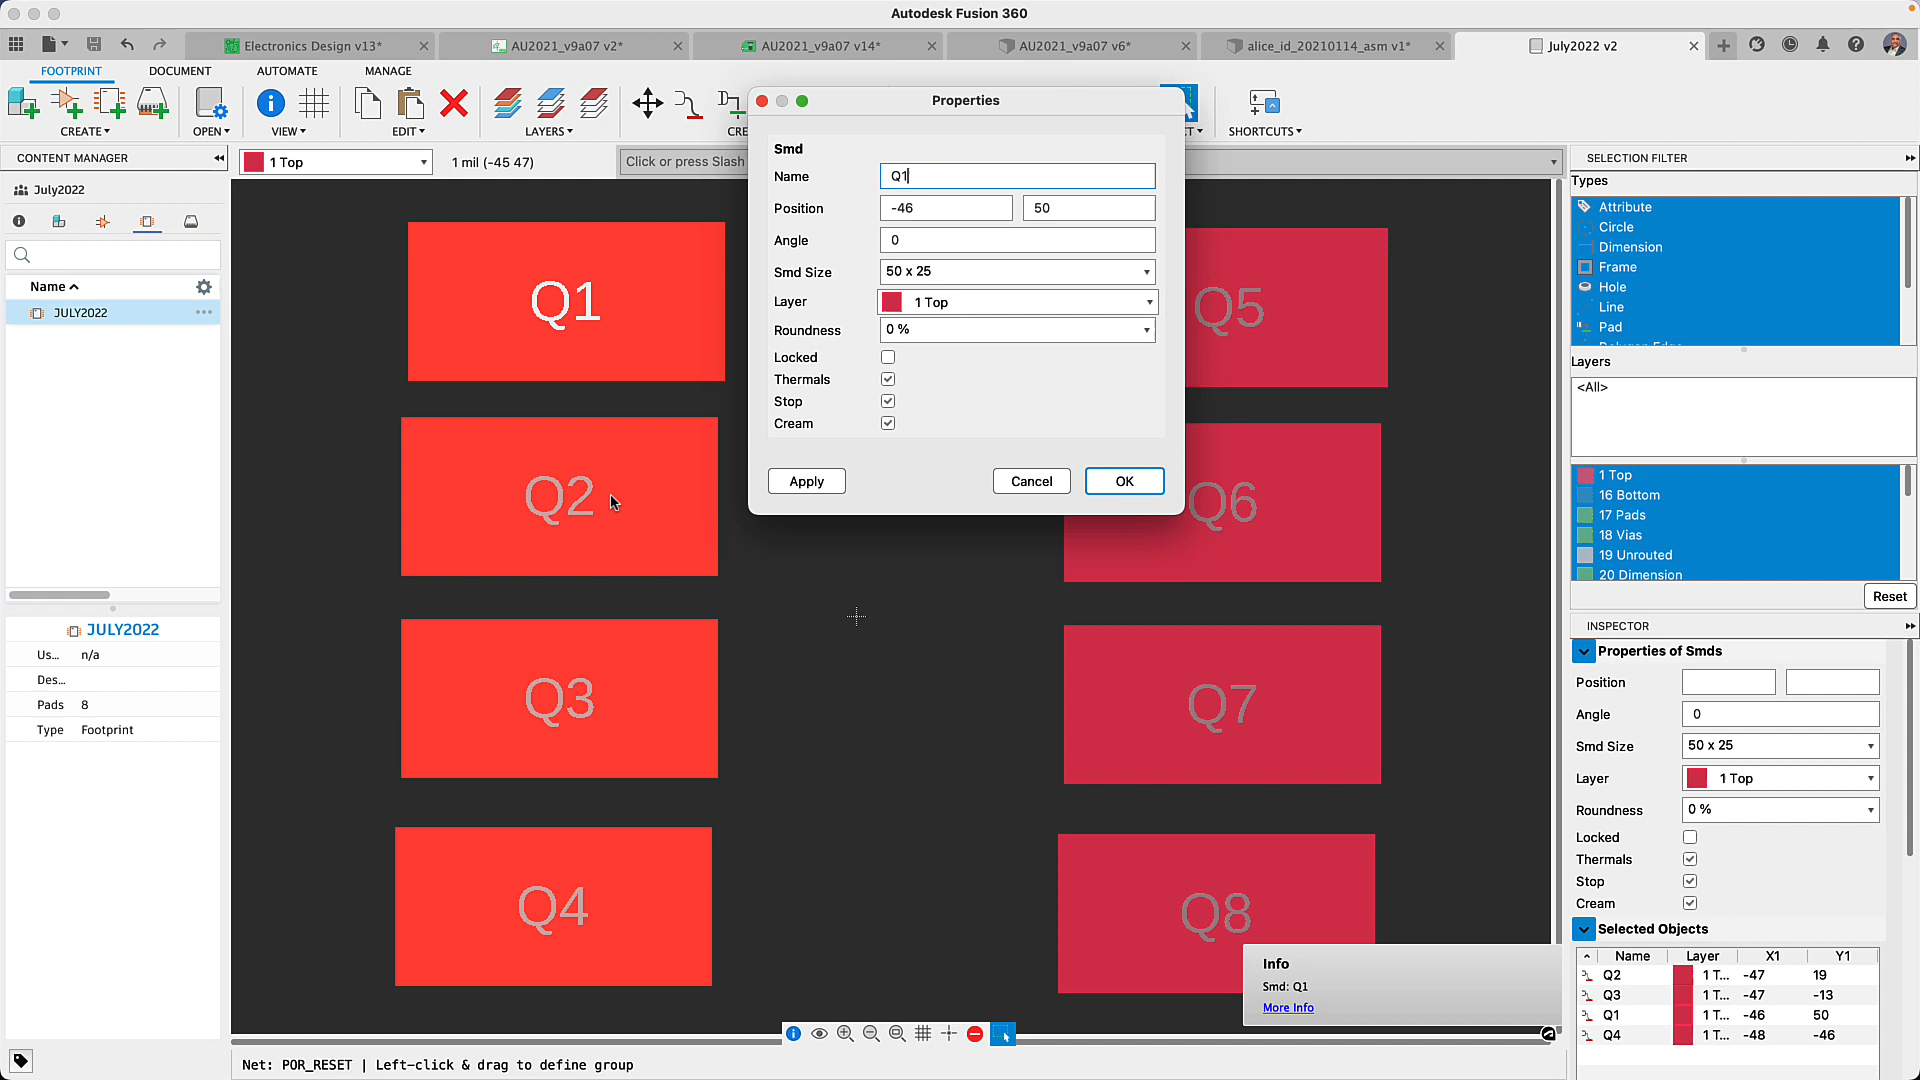 Autodesk Fusion 360
Electronics Design v13*
AU2021_v9a07 v2*
AU2021_v9a07 v14*
AU2021_v9a07 v6*
alice_id_20210114_asm v1*
July2022 v2
FOOTPRINT
DOCUMENT
AUTOMATE
MANAGE
CREATE
OPEN
VIEW
EDIT
LAYERS
SHORTCUTS
CONTENT MANAGER
1 Top
1 mil (-45 47)
Click or press Slash
July2022
Name
JULY2022
JULY2022
Us... n/a
Des...
Pads 8
Type Footprint
Q1
Q2
Q3
Q4
Q5
Q6
Q7
Q8
Properties
Smd
Name Q1
Position -46 50
Angle 0
Smd Size 50 x 25
Layer 1 Top
Roundness 0 %
Locked
Thermals
Stop
Cream
Apply Cancel OK
Info
Smd: Q1
More Info
SELECTION FILTER
Types
Attribute
Circle
Dimension
Frame
Hole
Line
Pad
Layers
<All>
1 Top
16 Bottom
17 Pads
18 Vias
19 Unrouted
20 Dimension
Reset
INSPECTOR
Properties of Smds
Position
Angle 0
Smd Size 50 x 25
Layer 1 Top
Roundness 0 %
Locked
Thermals
Stop
Cream
Selected Objects
Name Layer X1 Y1
Q2 1 T... -47 19
Q3 1 T... -47 -13
Q1 1 T... -46 50
Q4 1 T... -48 -46
Net: POR_RESET | Left-click & drag to define group